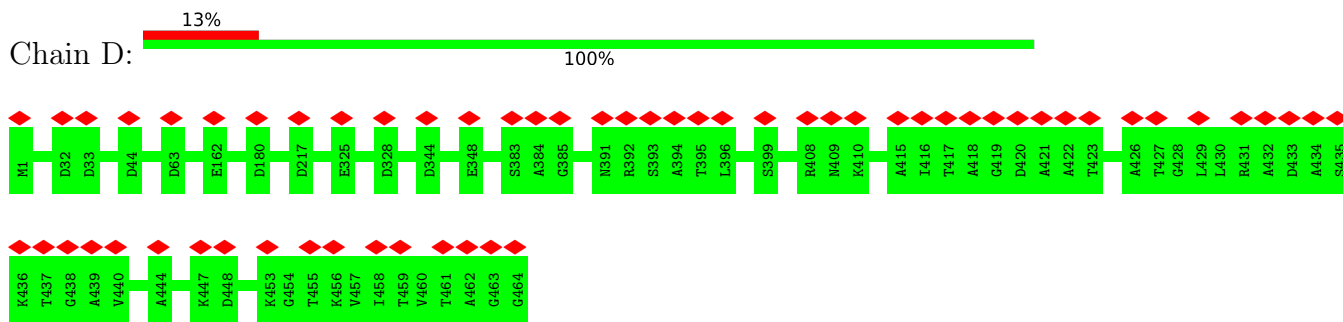 13%
Chain D:
100%
M1 D32 D33 D44 D63 E162 D180 D217 E325 D328 D344 E348 S383 A384 G385 N391 R392 S393 A394 T395 L396 S399 R408 N409 K410 A415 I416 T417 A418 G419 D420 A421 A422 T423 A426 T427 G428 L429 L430 R431 A432 D433 A434 S435
K436 T437 G438 A439 V440 A444 K447 D448 K453 G454 T455 K456 V457 I458 T459 V460 T461 A462 G463 G464